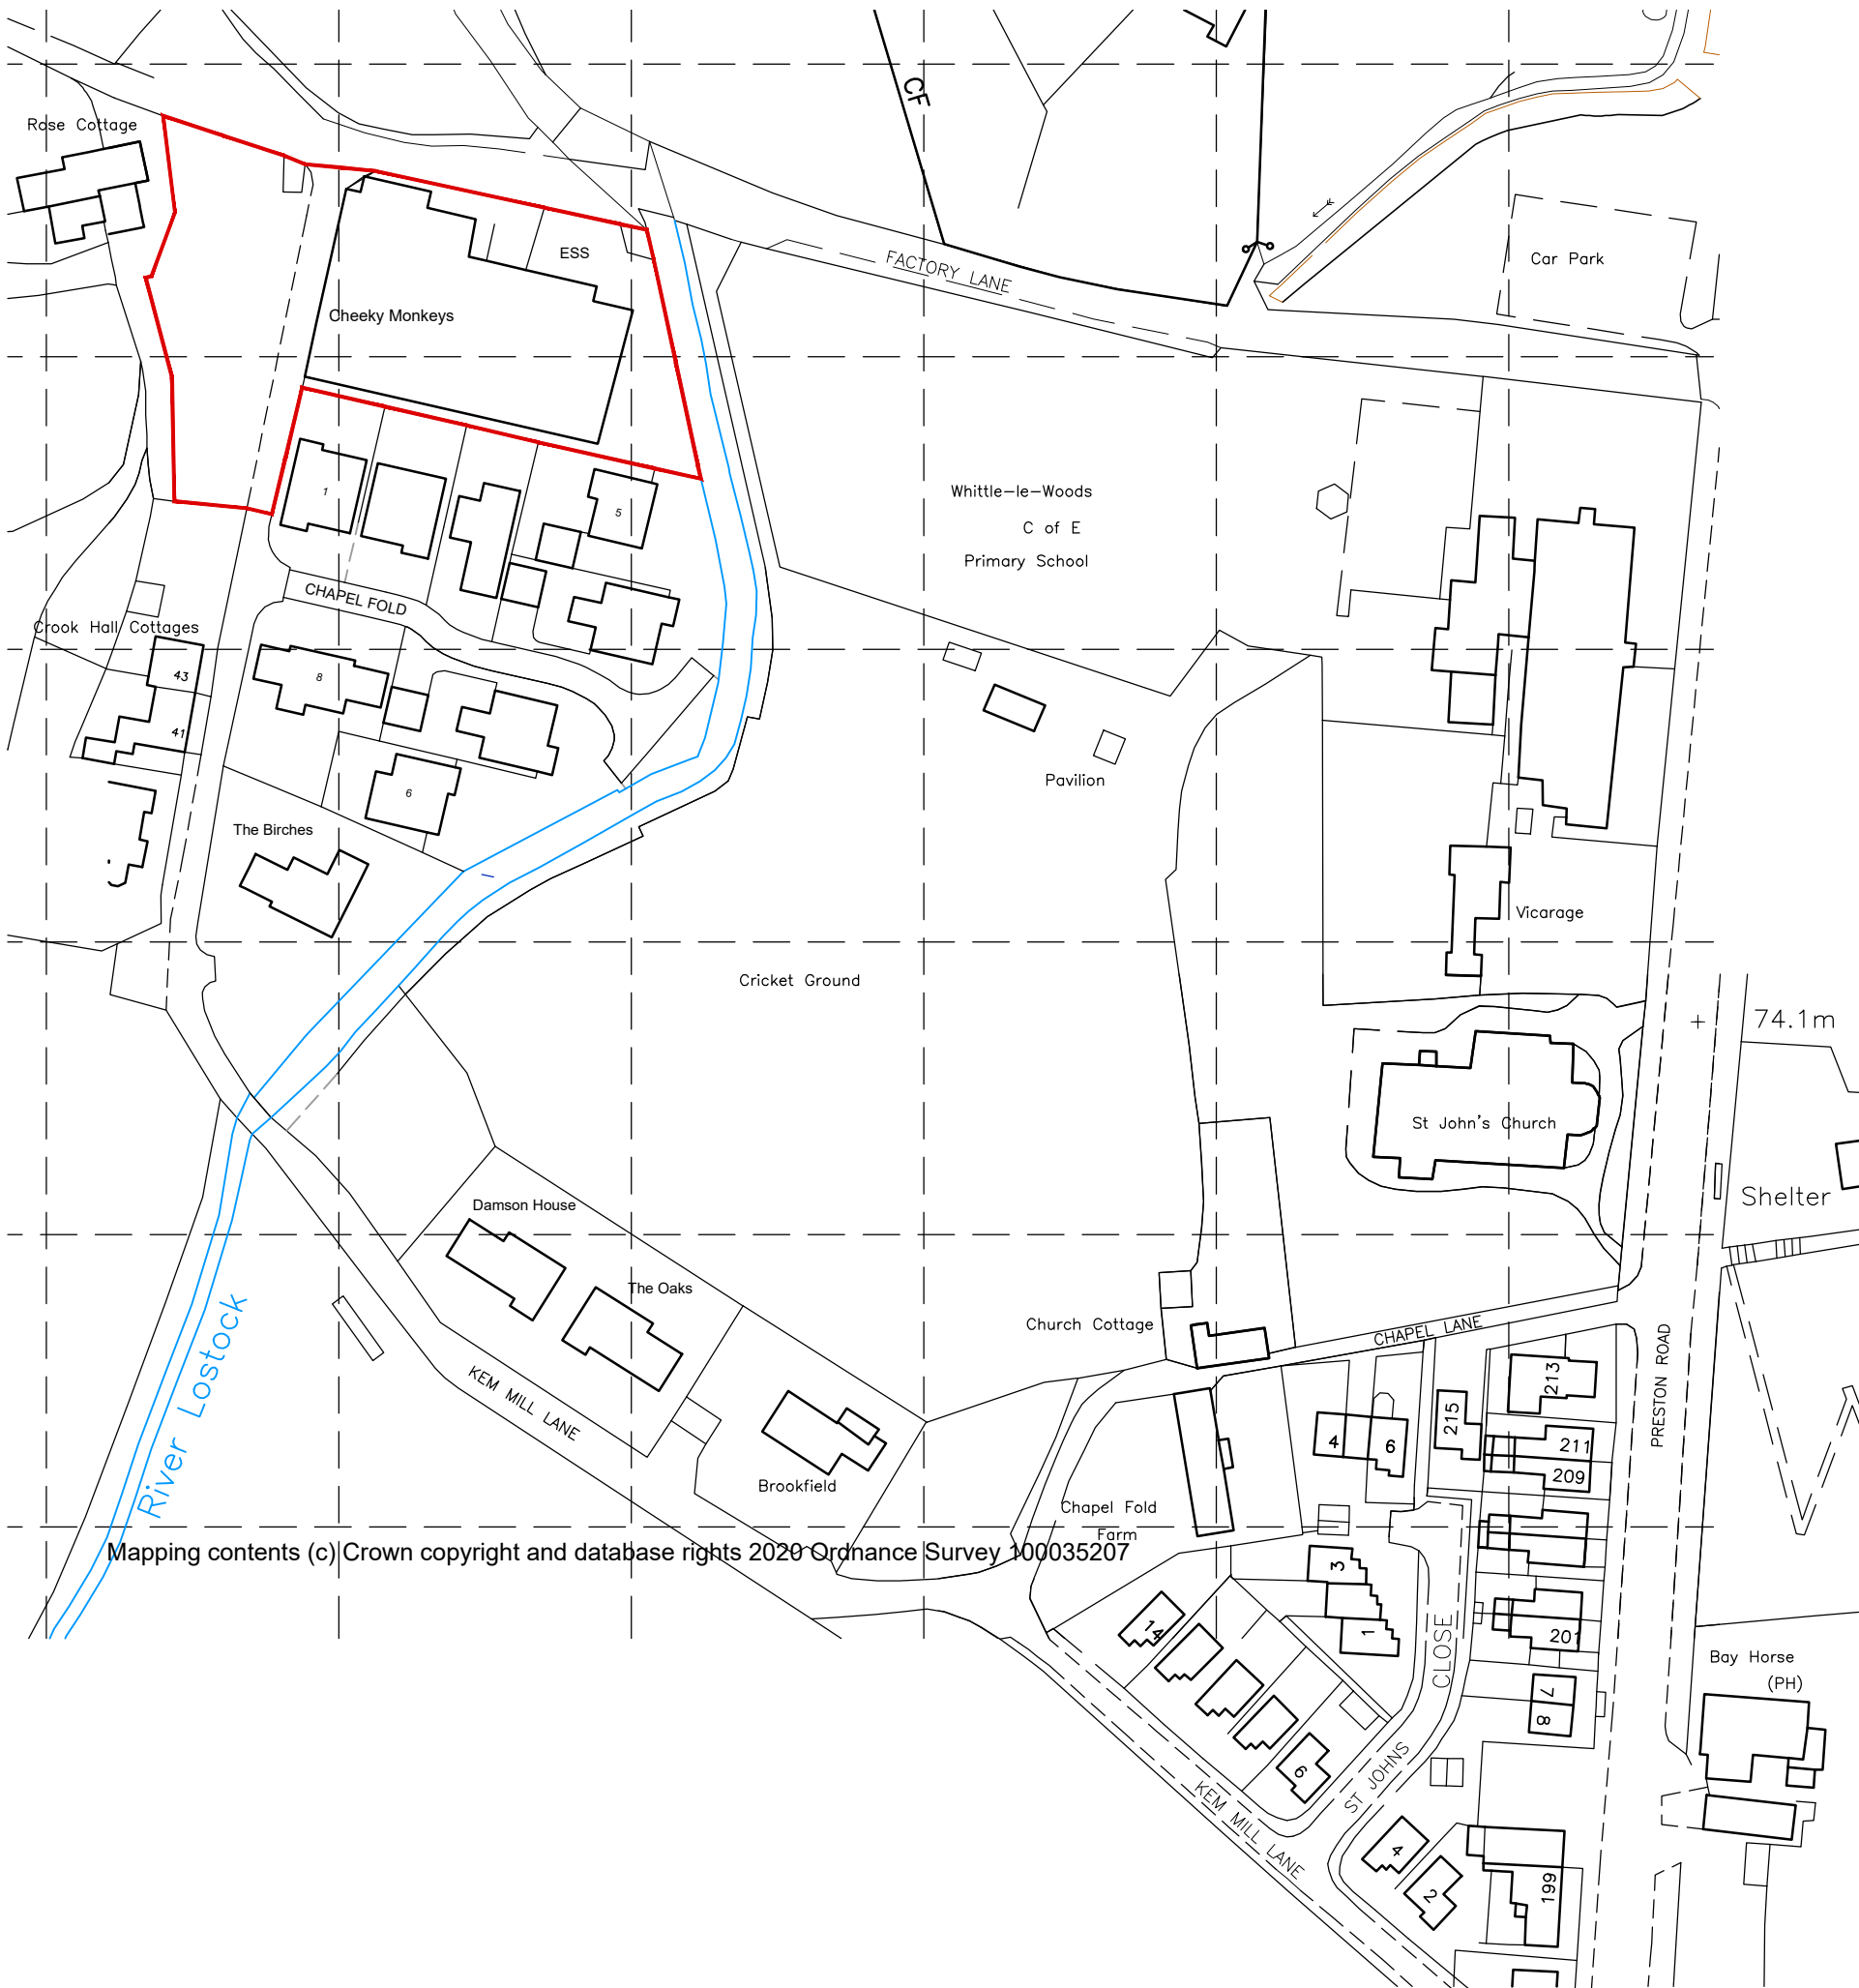 CF
Rose Cottage
ESS
FACTORY LANE
Car Park
Cheeky Monkeys
Whittle-le-Woods
C of E
Primary School
1
5
CHAPEL FOLD
Crook Hall Cottages
43
8
41
6
Pavilion
The Birches
Vicarage
Cricket Ground
74.1m
St John's Church
Shelter
Damson House
The Oaks
Church Cottage
CHAPEL LANE
PRESTON ROAD
River Lostock
KEM MILL LANE
213
215
4
6
211
209
Brookfield
Chapel Fold
Farm
Mapping contents (c) Crown copyright and database rights 2020 Ordnance Survey 100035207
3
14
1
201
CLOSE
Bay Horse
(PH)
7
8
6
ST JOHNS
KEM MILL LANE
4
2
199